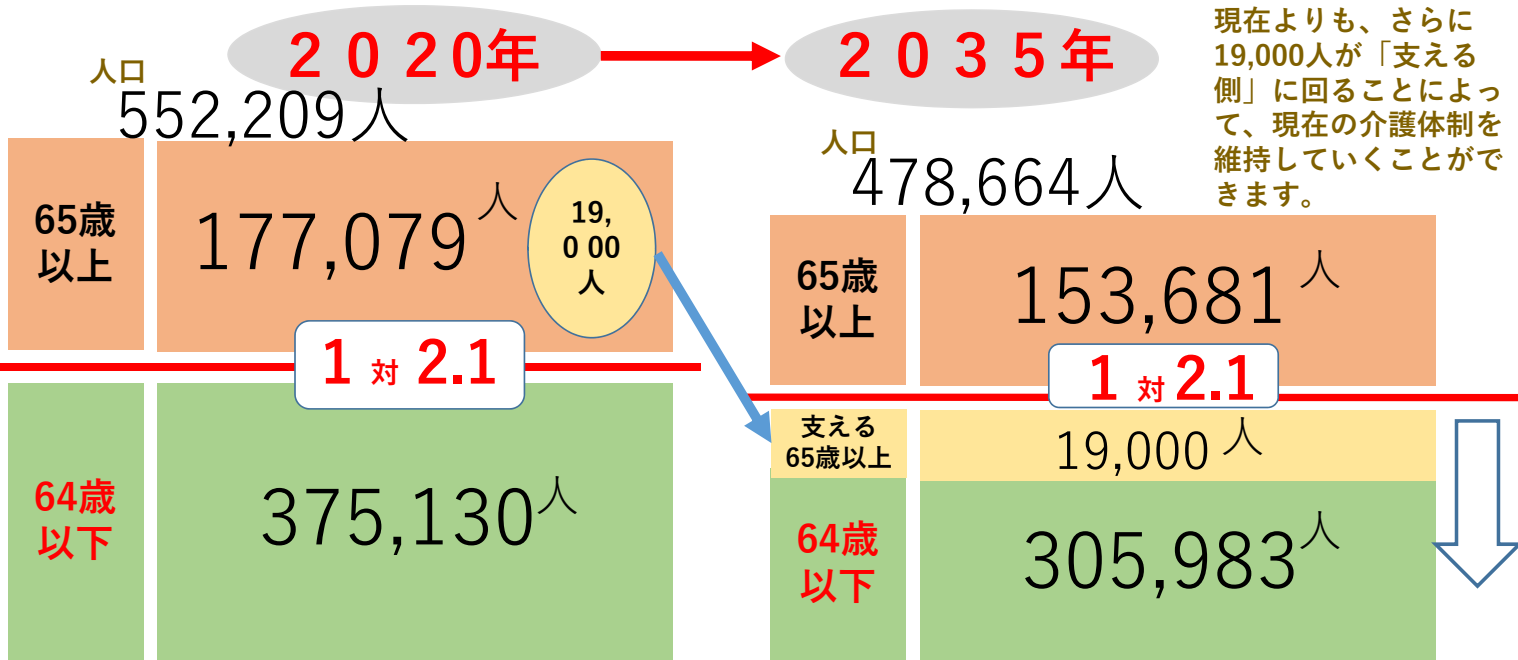 ２０２０年
２０３５年
現在よりも、さらに
19,000人が「支える
側」に回ることによっ
て、現在の介護体制を
維持していくことがで
きます。
人口
552,209人
65歳
以上
177,079人
19,
0 00
人
1 対 2.1
64歳
以下
375,130人
人口
478,664人
65歳
以上
153,681人
1 対 2.1
支える
65歳以上
19,000人
64歳
以下
305,983人